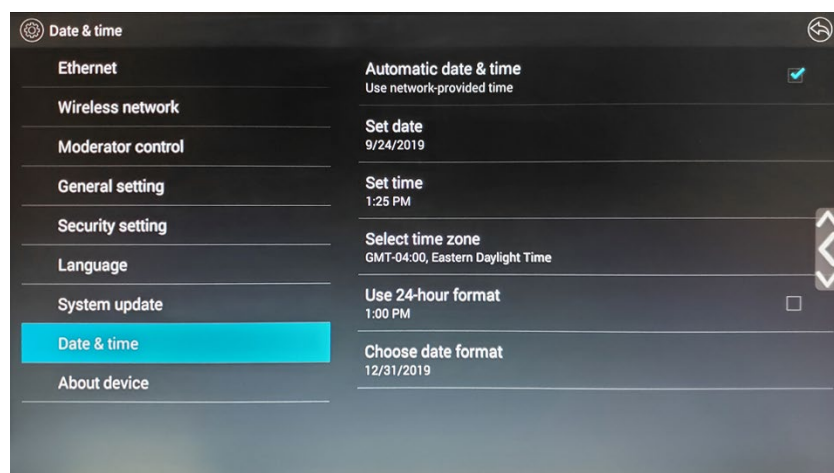 Date & time
Ethernet
Wireless network
Moderator control
General setting
Security setting
Language
System update
Date & time
About device
Automatic date & time
Use network-provided time
Set date
9/24/2019
Set time
1:25 PM
Select time zone
GMT-04:00, Eastern Daylight Time
Use 24-hour format
1:00 PM
Choose date format
12/31/2019